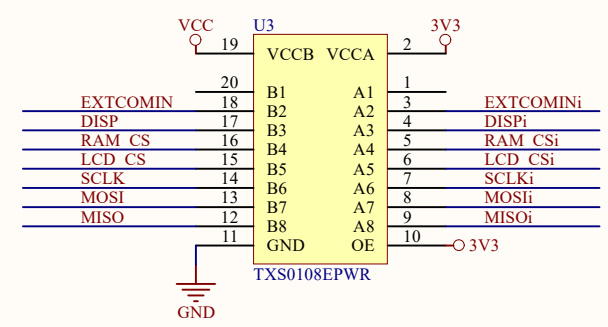 VCC U3 3V3
19 VCCB VCCA 2
20 B1 A1 1
EXTCOMIN 18 B2 A2 3 EXTCOMINi
DISP 17 B3 A3 4 DISPi
RAM_CS 16 B4 A4 5 RAM_CSi
LCD_CS 15 B5 A5 6 LCD_CSi
SCLK 14 B6 A6 7 SCLKi
MOSI 13 B7 A7 8 MOSIi
MISO 12 B8 A8 9 MISOi
11 GND OE 10 3V3
TXS0108EPWR
GND